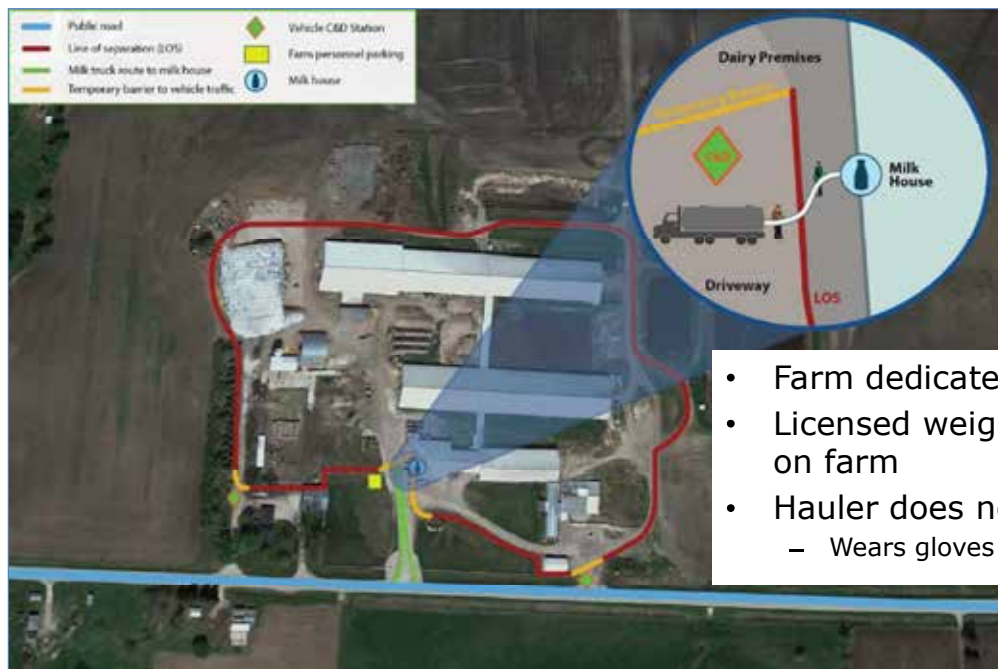 Public road
Line of separation (LOS)
Milk truck route to milk house
Temporary barrier to vehicle traffic
Vehicle C&D Station
Farm personnel parking
Milk house
Dairy Premises
C&D
Milk
House
Driveway
LOS
• Farm dedicate
• Licensed weig
on farm
• Hauler does no
– Wears gloves